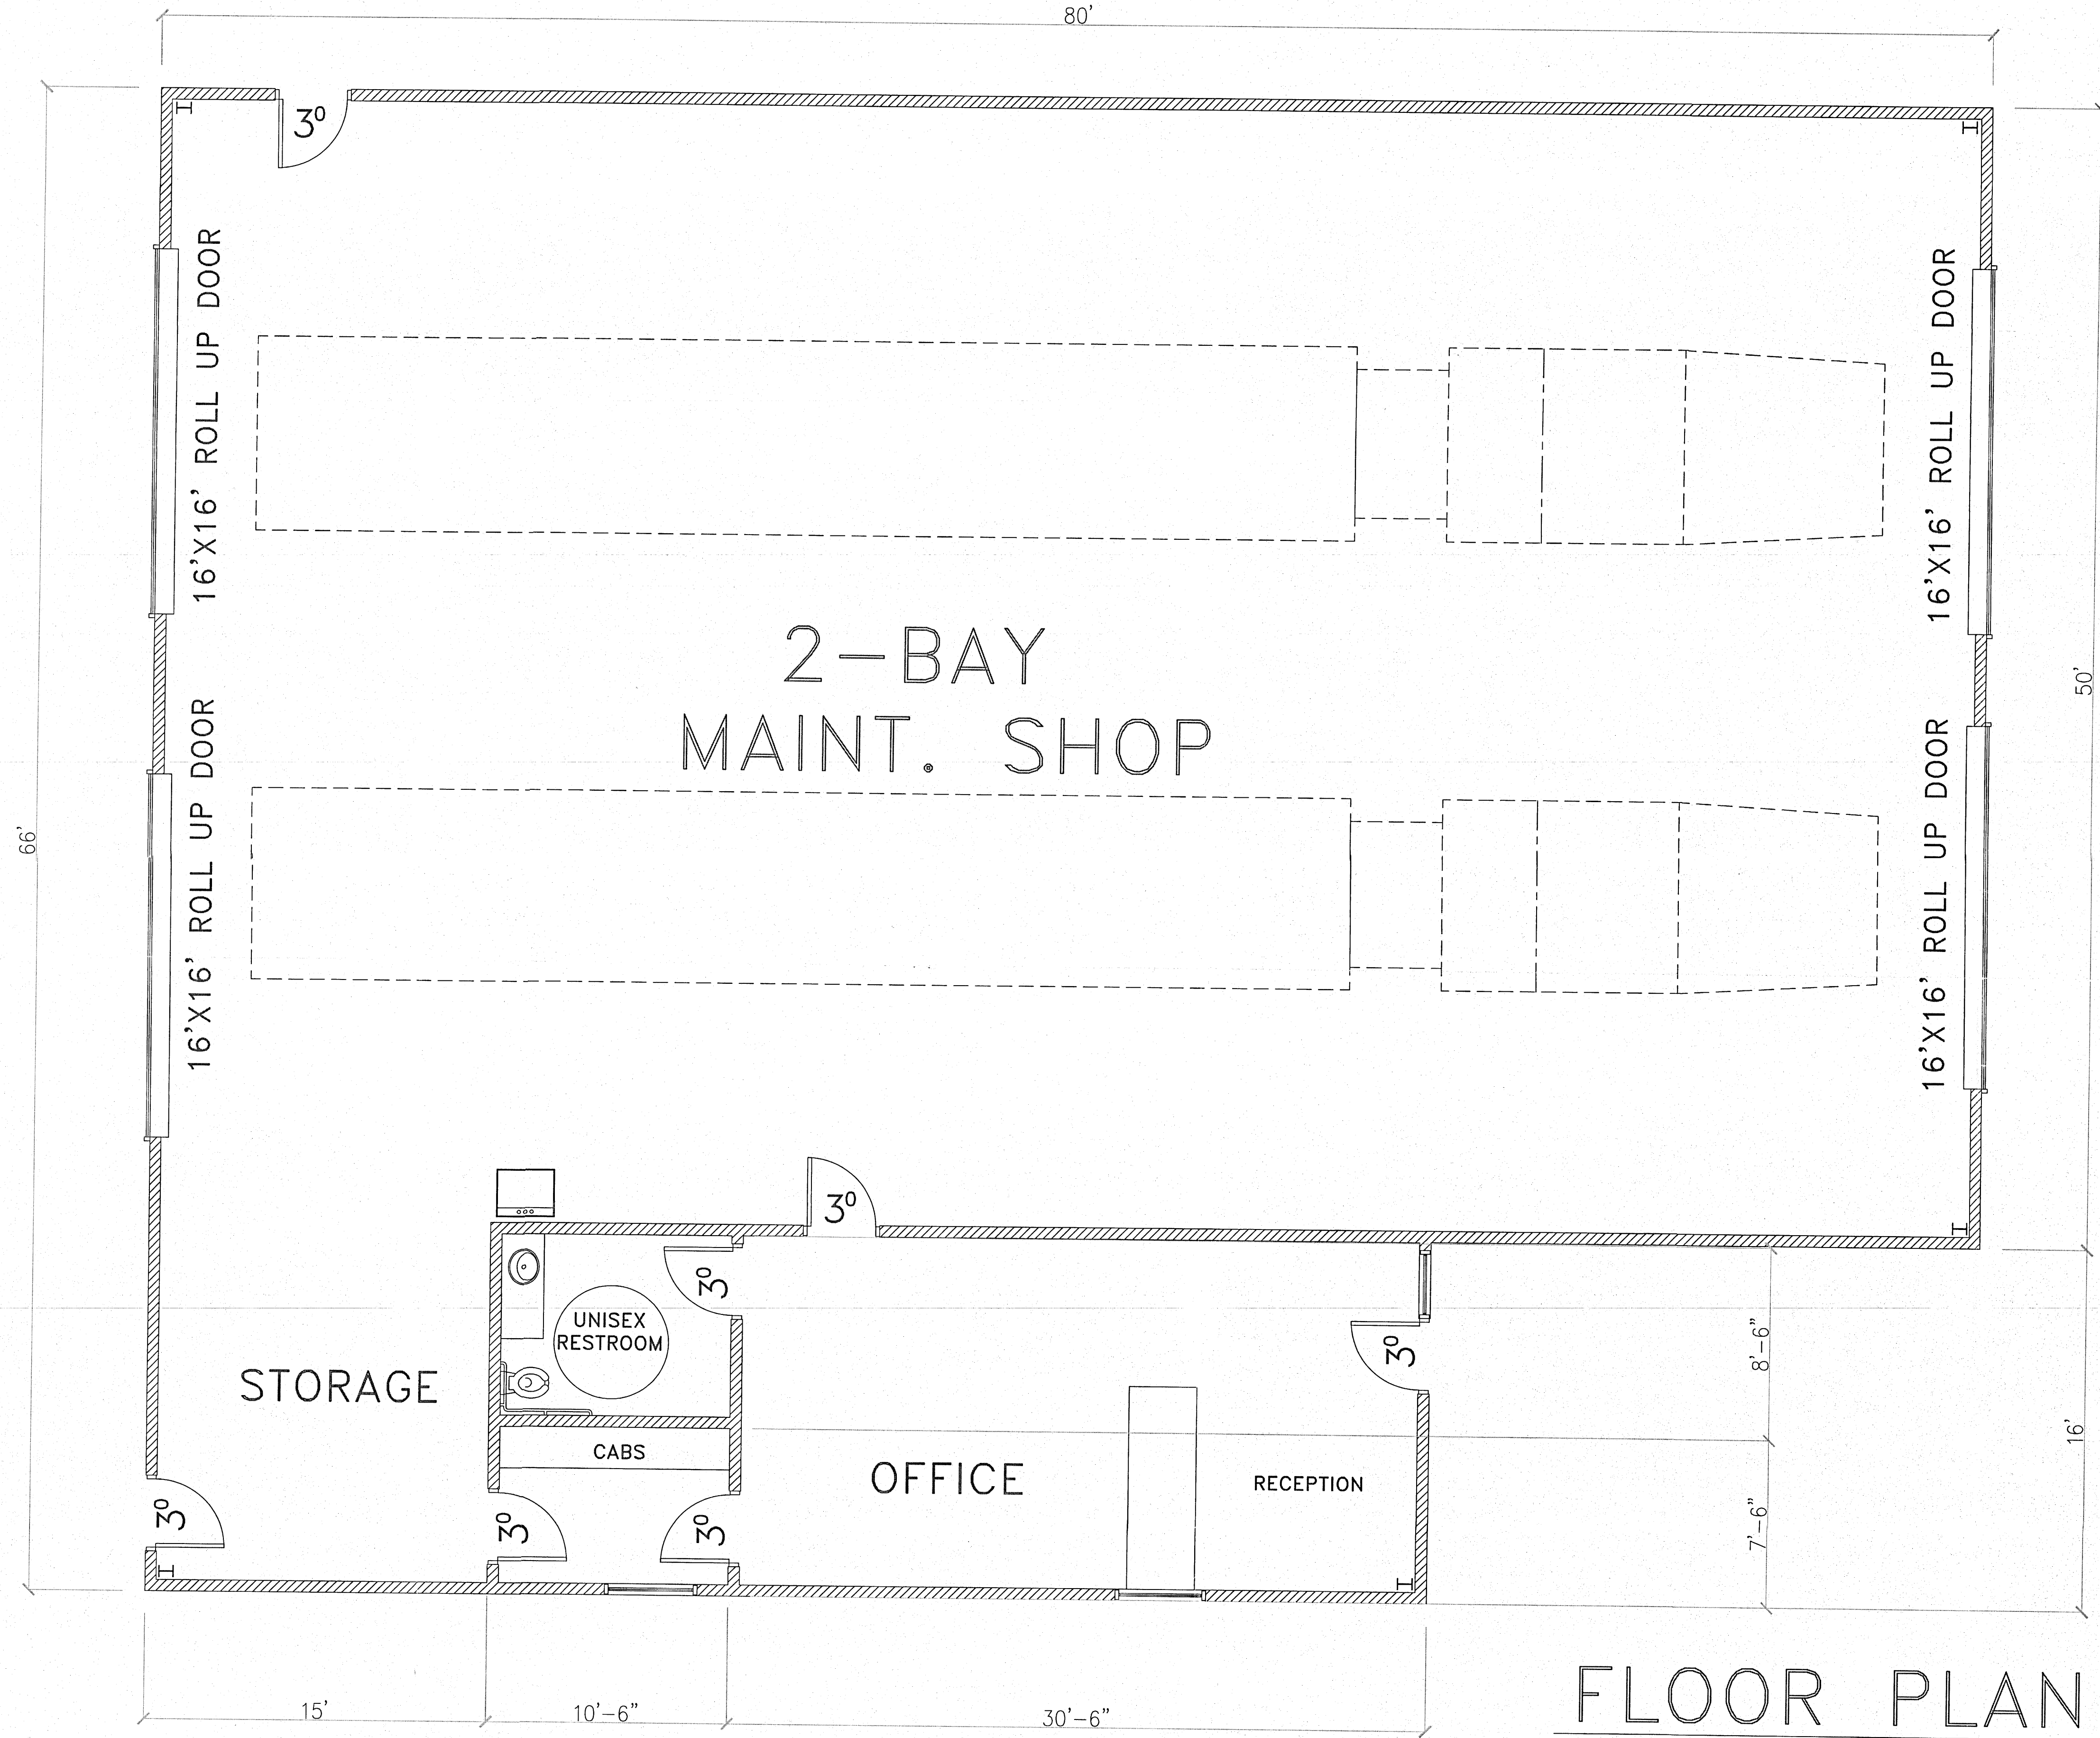 80'
3⁰
16'X16' ROLL UP DOOR
16'X16' ROLL UP DOOR
2-BAY
MAINT. SHOP
50'
66'
16'X16' ROLL UP DOOR
16'X16' ROLL UP DOOR
3⁰
3⁰
UNISEX
RESTROOM
3⁰
8'-6"
STORAGE
CABS
OFFICE
RECEPTION
16'
3⁰
3⁰
3⁰
7'-6"
15'
10'-6"
30'-6"
FLOOR PLAN